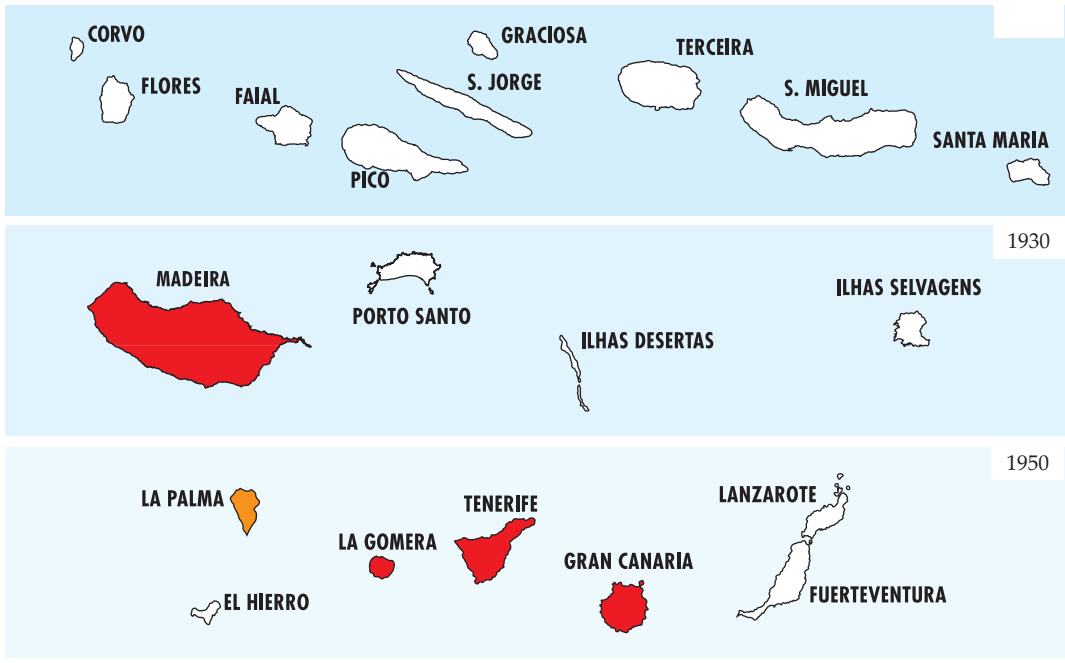 CORVO
GRACIOSA
TERCEIRA
FLORES
S. JORGE
FAIAL
S. MIGUEL
SANTA MARIA
PICO
1930
MADEIRA
ILHAS SELVAGENS
PORTO SANTO
ILHAS DESERTAS
1950
LA PALMA
LANZAROTE
TENERIFE
LA GOMERA
GRAN CANARIA
EL HIERRO
FUERTEVENTURA